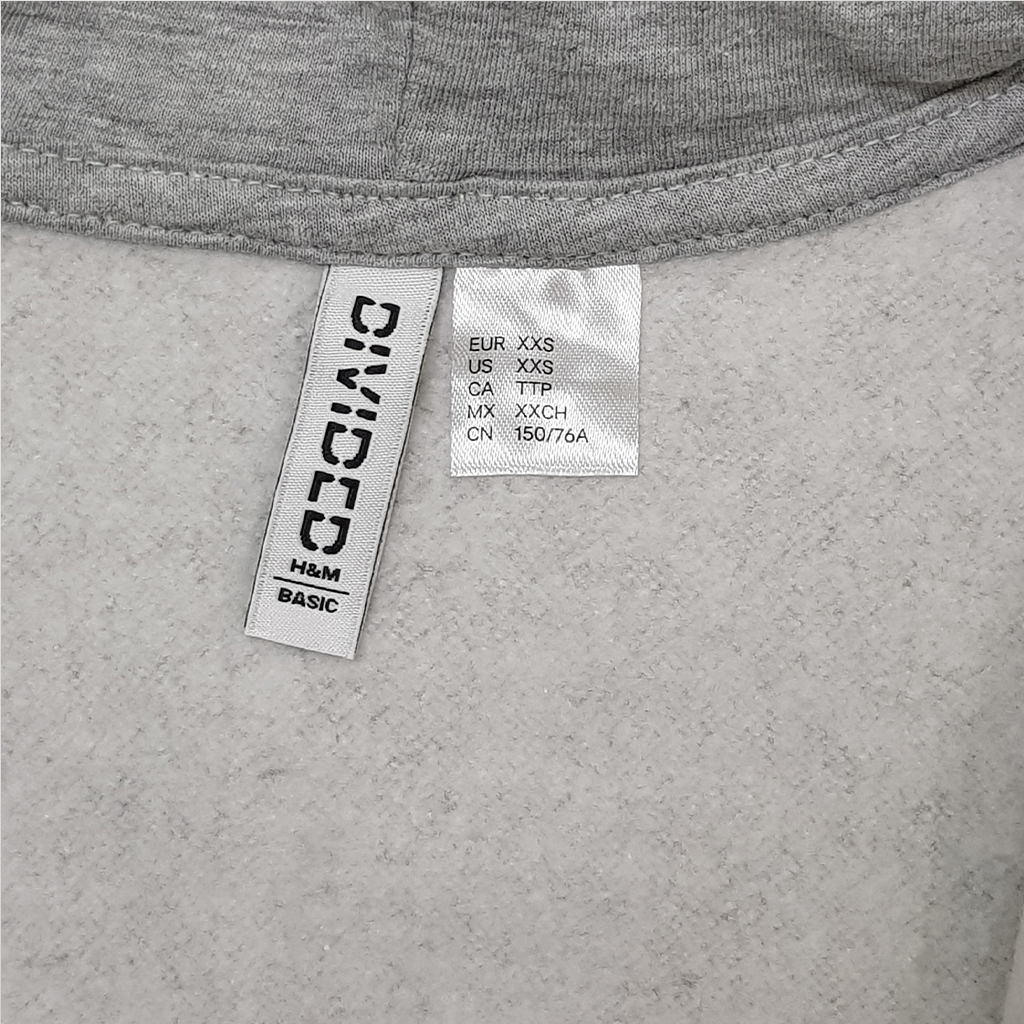 DIVIDED
H&M
BASIC
EUR XXS
US XXS
CA TTP
MX XXCH
CN 150/76A